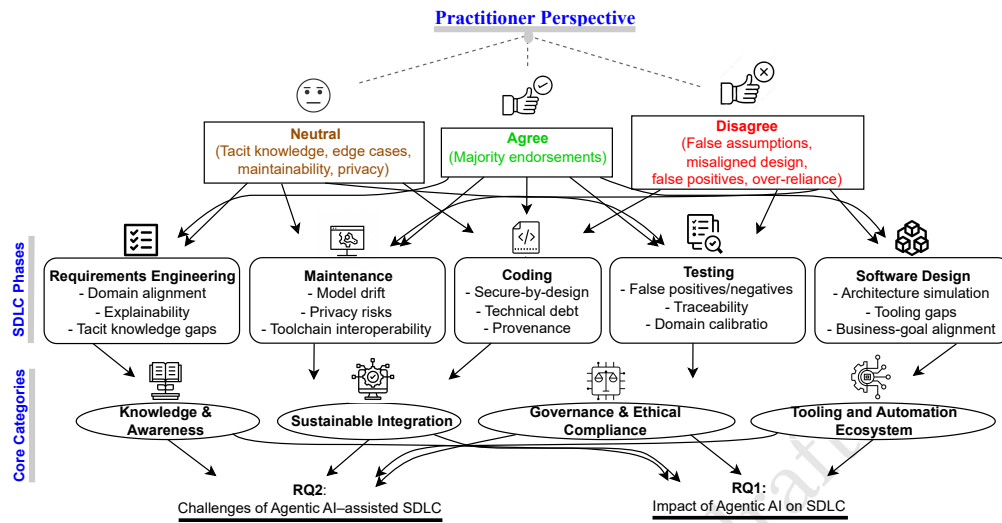 Practitioner Perspective
Neutral
(Tacit knowledge, edge cases,
maintainability, privacy)
Agree
(Majority endorsements)
Disagree
(False assumptions,
misaligned design,
false positives, over-reliance)
SDLC Phases
Requirements Engineering
- Domain alignment
- Explainability
- Tacit knowledge gaps
Maintenance
- Model drift
- Privacy risks
- Toolchain interoperability
Coding
- Secure-by-design
- Technical debt
- Provenance
Testing
- False positives/negatives
- Traceability
- Domain calibratio
Software Design
- Architecture simulation
- Tooling gaps
- Business-goal alignment
Core Categories
Knowledge &
Awareness
Sustainable Integration
Governance & Ethical
Compliance
Tooling and Automation
Ecosystem
RQ2:
Challenges of Agentic AI–assisted SDLC
RQ1:
Impact of Agentic AI on SDLC